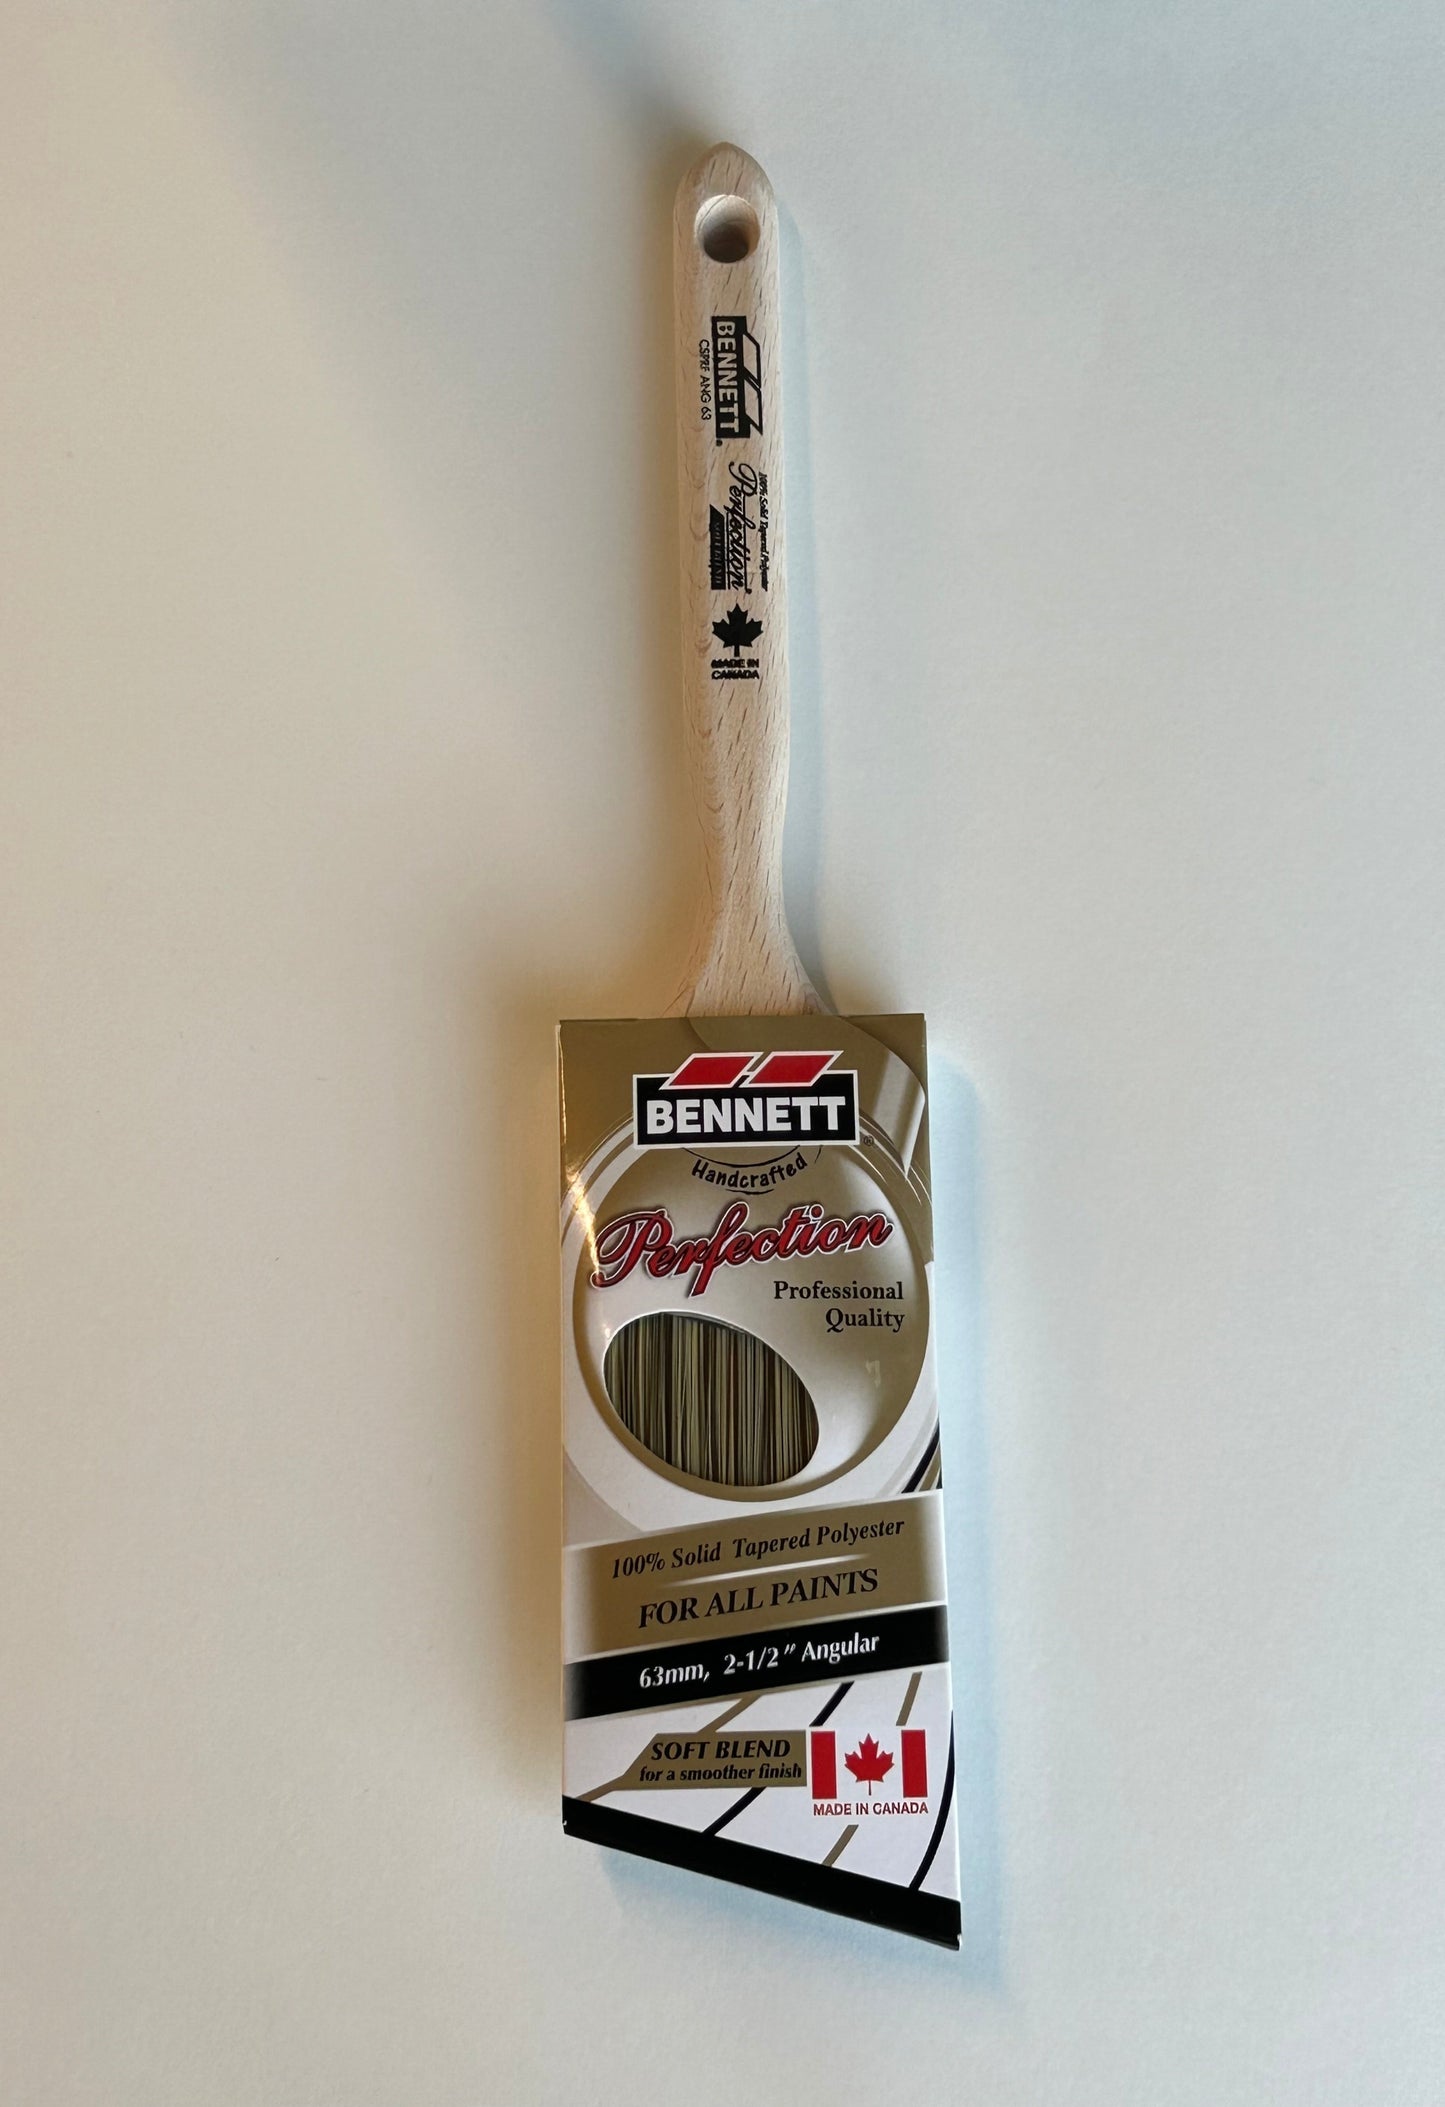 BENNETT
CSPRF ANG 63
100% Solid Tapered Polyester
Perfection
MADE IN
CANADA
BENNETT®
Handcrafted
Perfection
Professional
Quality
100% Solid Tapered Polyester
FOR ALL PAINTS
63mm, 2-1/2" Angular
SOFT BLEND
for a smoother finish
MADE IN CANADA